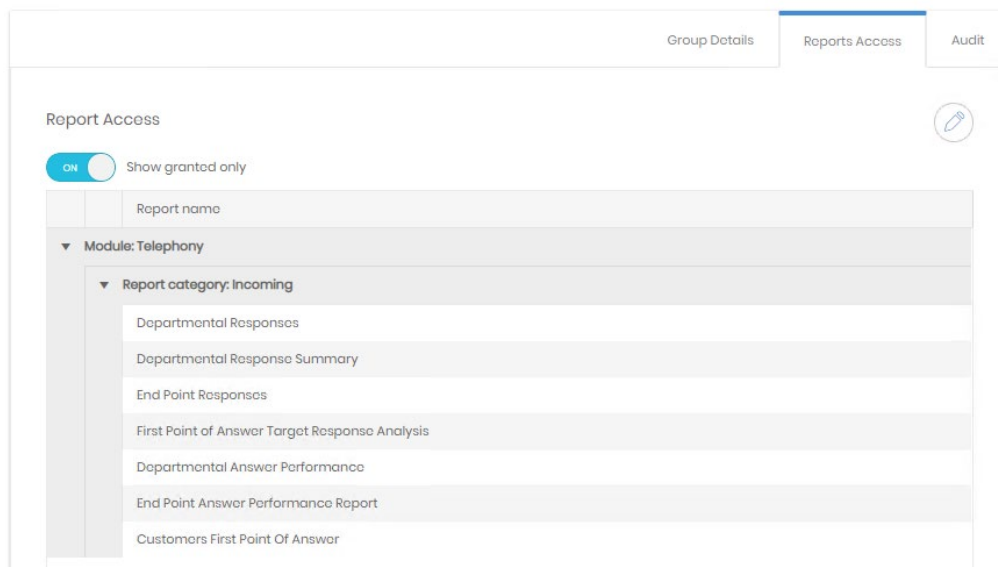 Group Details
Reports Access
Audit
Report Access
ON
Show granted only
Report name
Module: Telephony
Report category: Incoming
Departmental Responses
Departmental Response Summary
End Point Responses
First Point of Answer Target Response Analysis
Departmental Answer Performance
End Point Answer Performance Report
Customers First Point Of Answer